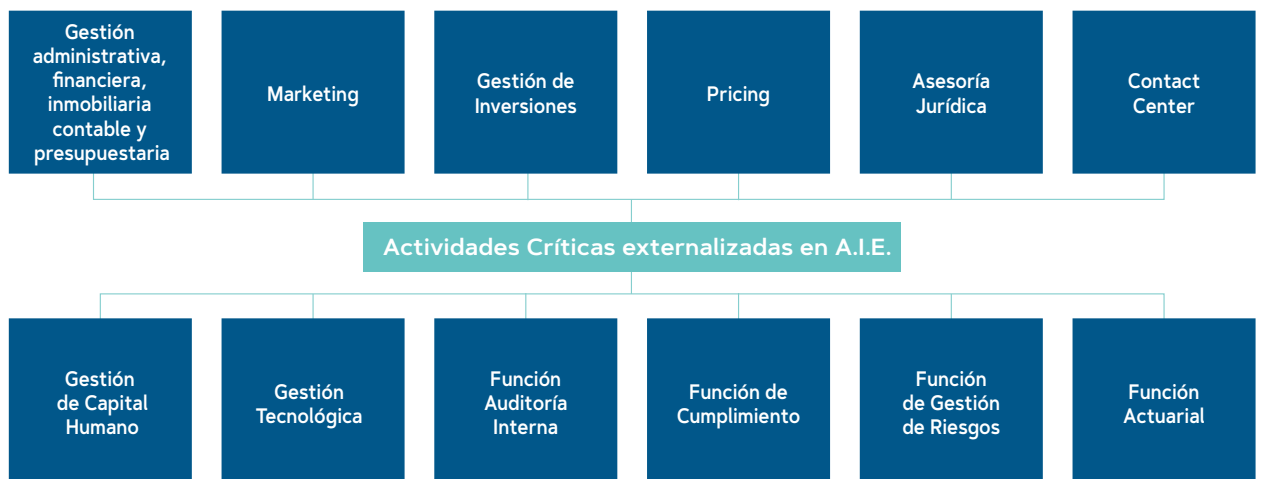 Gestión
administrativa,
financiera,
inmobiliaria
contable y
presupuestaria
Marketing
Gestión de
Inversiones
Pricing
Asesoría
Jurídica
Contact
Center
Actividades Críticas externalizadas en A.I.E.
Gestión
de Capital
Humano
Gestión
Tecnológica
Función
Auditoría
Interna
Función de
Cumplimiento
Función
de Gestión
de Riesgos
Función
Actuarial